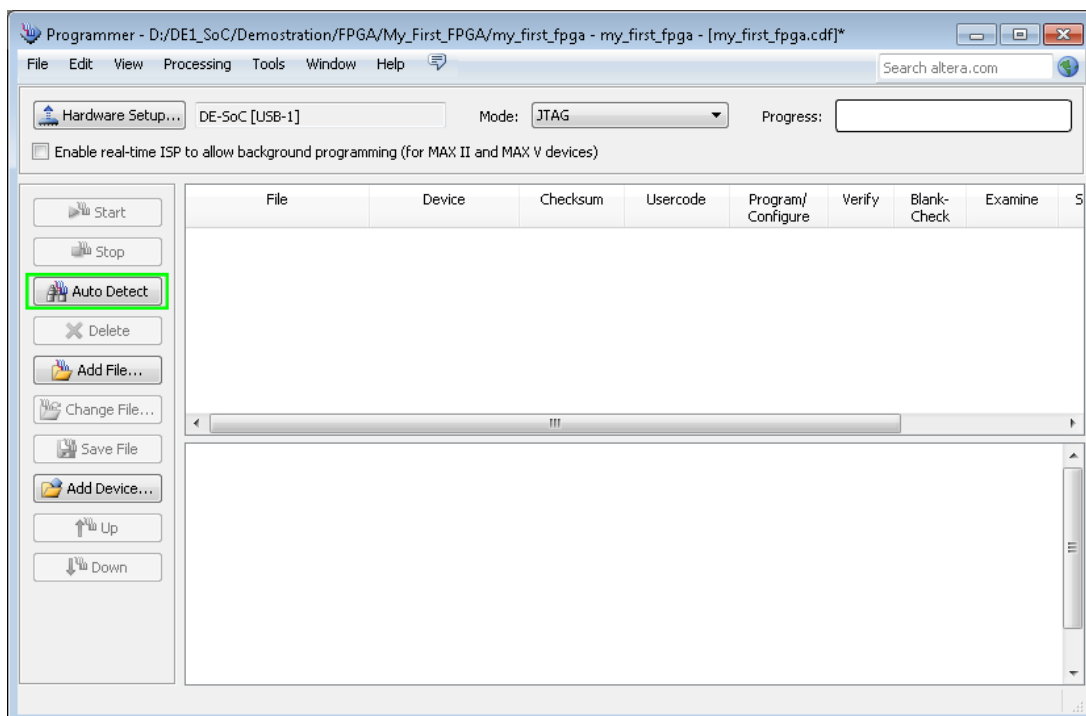 Programmer - D:/DE1_SoC/Demostration/FPGA/My_First_FPGA/my_first_fpga - my_first_fpga - [my_first_fpga.cdf]*
File Edit View Processing Tools Window Help
Search altera.com
Hardware Setup... DE-SoC [USB-1] Mode: JTAG Progress:
Enable real-time ISP to allow background programming (for MAX II and MAX V devices)
File Device Checksum Usercode Program/ Verify Blank- Examine S
Configure Check
Start
Stop
Auto Detect
Delete
Add File...
Change File...
Save File
Add Device...
Up
Down